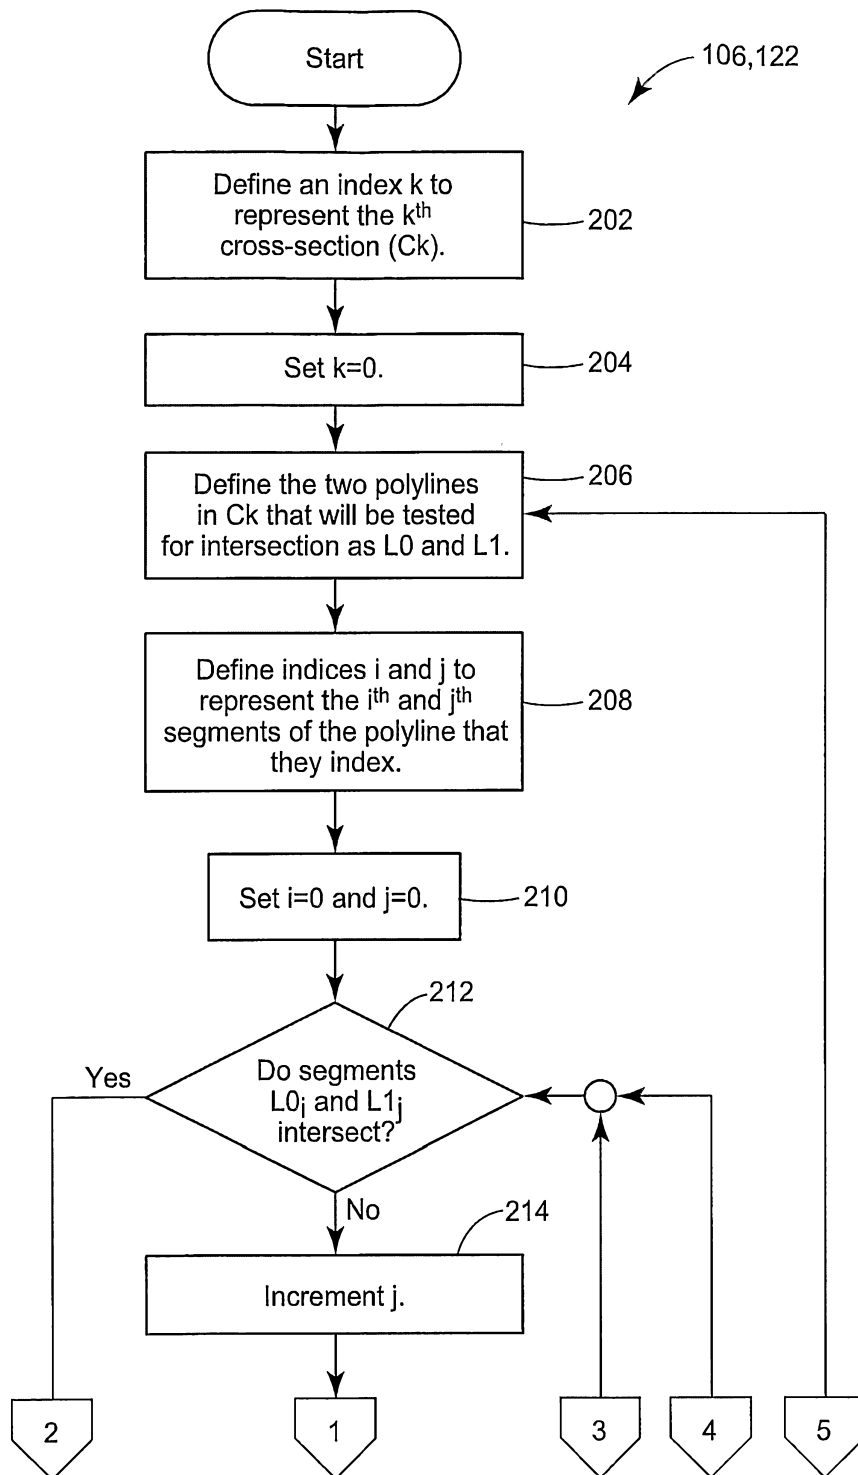 Start
106,122
Define an index k to
represent the kth
cross-section (Ck).
202
Set k=0.
204
Define the two polylines
in Ck that will be tested
for intersection as L0 and L1.
206
Define indices i and j to
represent the ith and jth
segments of the polyline that
they index.
208
Set i=0 and j=0.
210
212
Yes
Do segments
L0i and L1j
intersect?
No
214
Increment j.
2
1
3
4
5